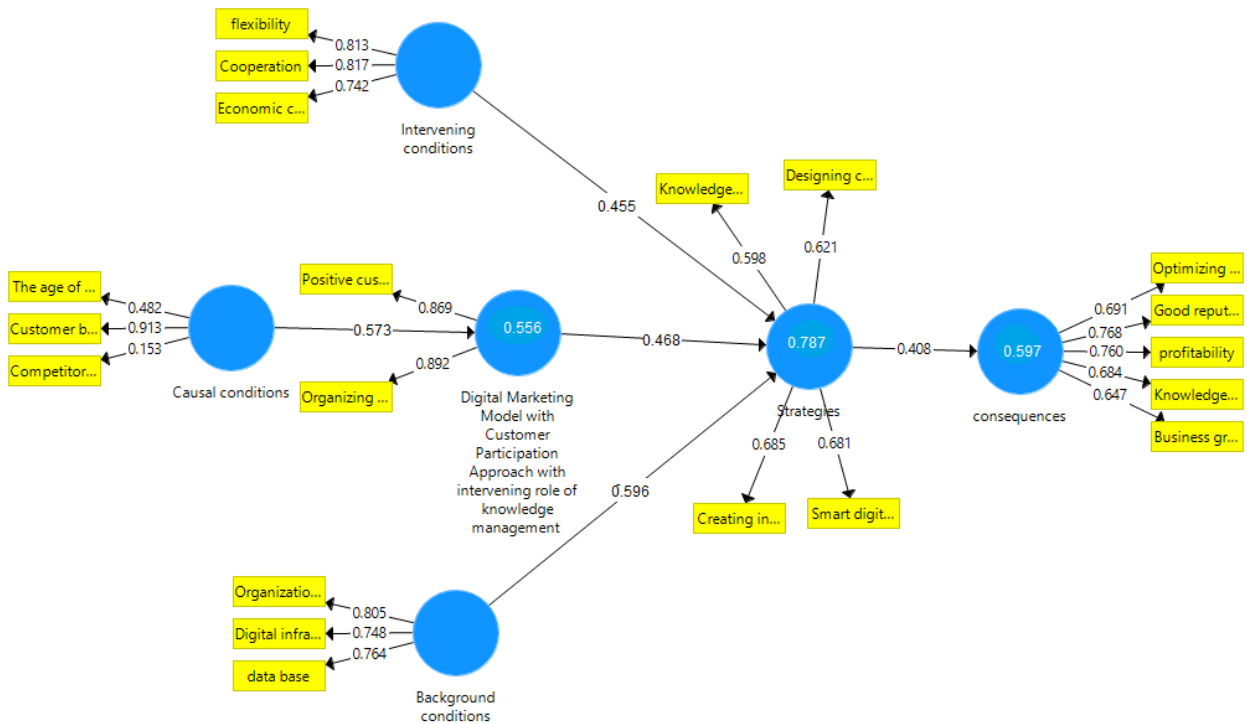 flexibility
Cooperation
Economic c...
0.813
0.817
0.742
Intervening
conditions
0.455
Knowledge...
Designing c...
0.598
0.621
The age of ...
Customer b...
Competitor...
0.482
0.913
0.153
Causal conditions
0.573
Positive cus...
Organizing ...
0.869
0.892
0.556
Digital Marketing
Model with
Customer
Participation
Approach with
intervening role of
knowledge
management
0.468
0.787
Strategies
0.685
0.681
Creating in...
Smart digit...
0.408
0.597
consequences
0.691
0.768
0.760
0.684
0.647
Optimizing ...
Good reput...
profitability
Knowledge...
Business gr...
0.596
Organizatio...
Digital infra...
data base
0.805
0.748
0.764
Background
conditions